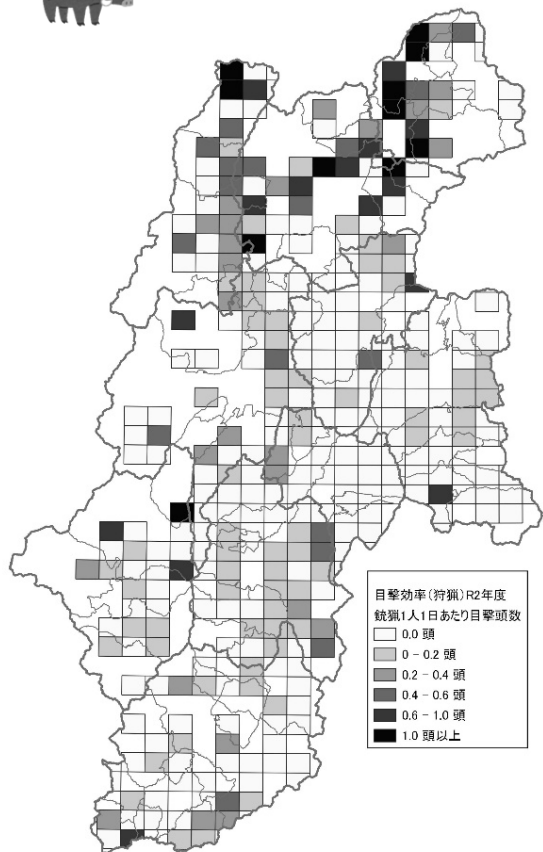 目撃効率(狩猟)R2年度
銃猟1人1日あたり目撃頭数
0.0 頭
0 - 0.2 頭
0.2 - 0.4 頭
0.4 - 0.6 頭
0.6 - 1.0 頭
1.0 頭以上